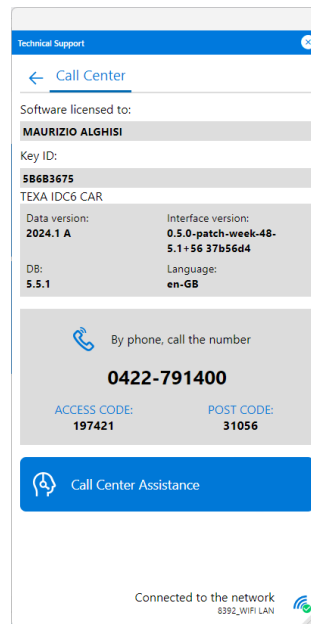 Technical Support
Call Center
Software licensed to:
MAURIZIO ALGHISI
Key ID:
5B6B3675
TEXA IDC6 CAR
Data version:
2024.1 A
Interface version:
0.5.0-patch-week-48-
5.1+56 37b56d4
DB:
5.5.1
Language:
en-GB
By phone, call the number
0422-791400
ACCESS CODE:
197421
POST CODE:
31056
Call Center Assistance
Connected to the network
8392_WIFI LAN